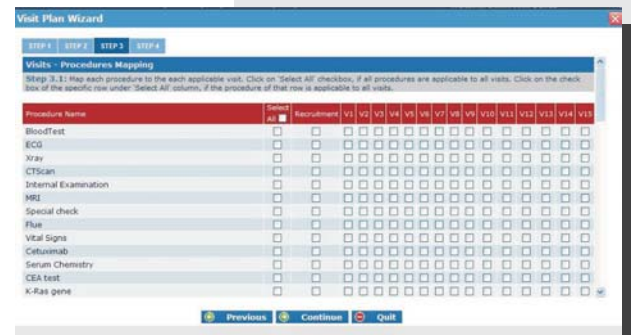 Visit Plan Wizard
STEP 1 STEP 2 STEP 3 STEP 4
Visits - Procedures Mapping
Step 3.1: Map each procedure to the each applicable visit. Click on 'Select All' checkbox, if all procedures are applicable to all visits. Click on the check
box of the specific row under 'Select All' column, if the procedure of that row is applicable to all visits.
Procedure Name Select All Recruitment V1 V2 V3 V4 V5 V6 V7 V8 V9 V10 V11 V12 V13 V14 V15
BloodTest
ECG
Xray
CTScan
Internal Examination
MRI
Special check
Flue
Vital Signs
Cetuximab
Serum Chemistry
CEA test
K-Ras gene
Previous Continue Quit